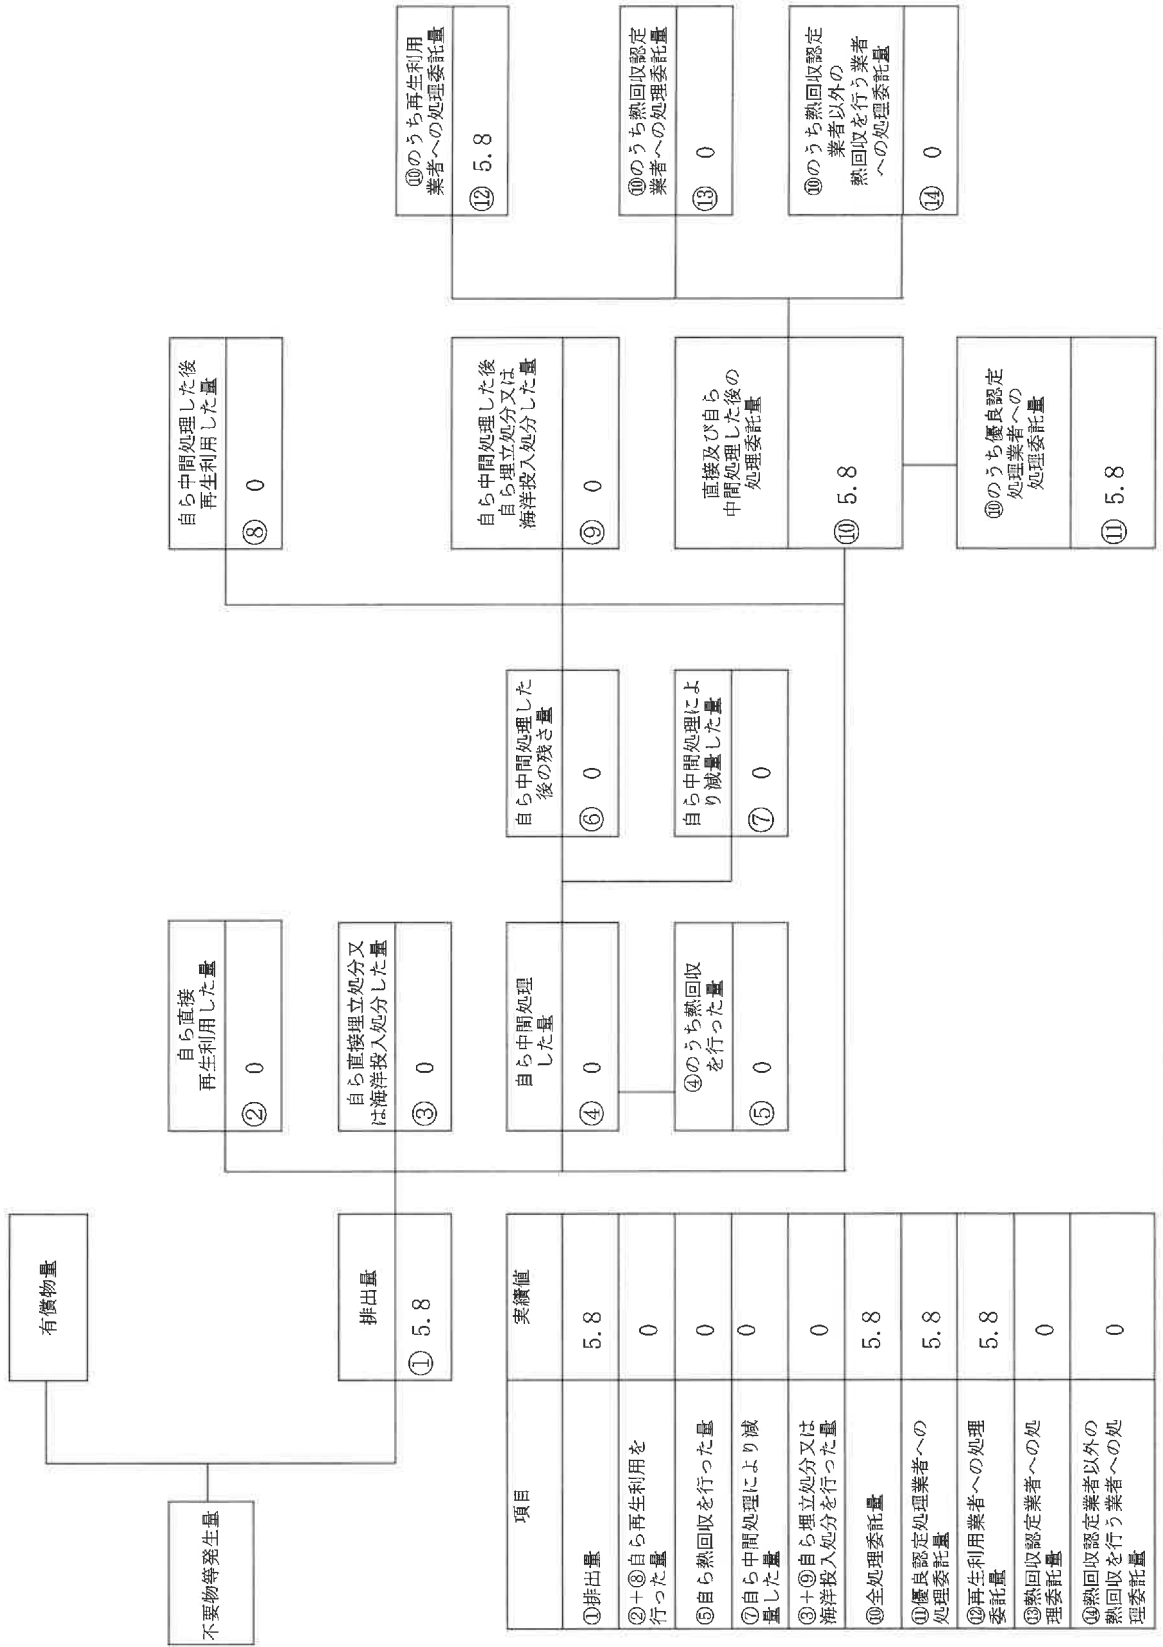 不要物等発生量
有償物量
排出量
① 5.8
自ら直接
再生利用した量
② 0
自ら直接埋立処分又
は海洋投入処分した量
③ 0
自ら中間処理
した量
④ 0
④のうち熱回収
を行った量
⑤ 0
自ら中間処理した
後の残さ量
⑥ 0
自ら中間処理によ
り減量した量
⑦ 0
自ら中間処理した後
再生利用した量
⑧ 0
自ら中間処理した後
自ら埋立処分又は
海洋投入処分した量
⑨ 0
直接及び自ら
中間処理した後の
処理委託量
⑩ 5.8
⑩のうち優良認定
処理業者への
処理委託量
⑪ 5.8
⑩のうち再生利用
業者への処理委託量
⑫ 5.8
⑩のうち熱回収認定
業者への処理委託量
⑬ 0
⑩のうち熱回収認定
業者以外の
熱回収を行う業者
への処理委託量
⑭ 0
項目 実績値
①排出量 5.8
②+⑧自ら再生利用を
行った量 0
⑤自ら熱回収を行った量 0
⑦自ら中間処理により減
量した量 0
③+⑨自ら埋立処分又は
海洋投入処分を行った量 0
⑩全処理委託量 5.8
⑪優良認定処理業者への
処理委託量 5.8
⑫再生利用業者への処理
委託量 5.8
⑬熱回収認定業者への処
理委託量 0
⑭熱回収認定業者以外の
熱回収を行う業者への処
理委託量 0